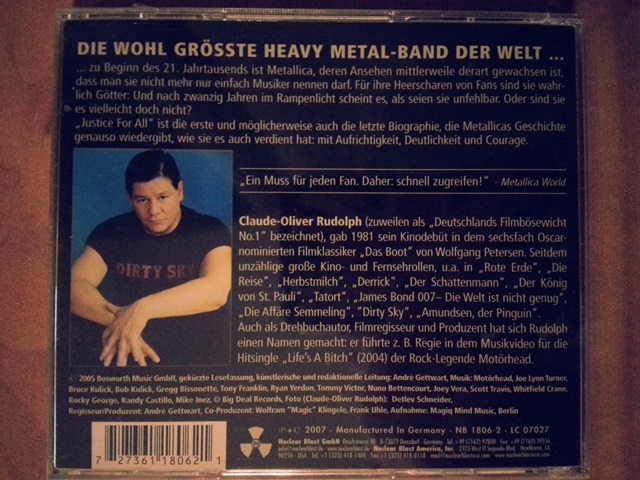 DIE WOHL GRÖSSTE HEAVY METAL-BAND DER WELT ...
... zu Beginn des 21. Jahrtausends ist Metallica, deren Ansehen mittlerweile derart gewachsen ist,
dass man sie nicht mehr nur einfach Musiker nennen darf. Für ihre Heerscharen von Fans sind sie wahr-
lich Götter: Und nach zwanzig Jahren im Rampenlicht scheint es, als seien sie unfehlbar. Oder sind sie
es vielleicht doch nicht?
„Justice For All" ist die erste und möglicherweise auch die letzte Biographie, die Metallicas Geschichte
genauso wiedergibt, wie sie es auch verdient hat: mit Aufrichtigkeit, Deutlichkeit und Courage.
„Ein Muss für jeden Fan. Daher: schnell zugreifen!" - Metallica World
DIRTY SKY
Claude-Oliver Rudolph (zuweilen als „Deutschlands Filmbösewicht
No.1" bezeichnet), gab 1981 sein Kinodebüt in dem sechsfach Oscar-
nominierten Filmklassiker „Das Boot" von Wolfgang Petersen. Seitdem
unzählige große Kino- und Fernsehrollen, u.a. in "Rote Erde", „Die
Reise", „Herbstmilch", „Derrick", „Der Schattenmann", „Der König
von St. Pauli", „Tatort", „James Bond 007– Die Welt ist nicht genug",
„Die Affäre Semmeling", "Dirty Sky", „Amundsen, der Pinguin".
Auch als Drehbuchautor, Filmregisseur und Produzent hat sich Rudolph
einen Namen gemacht: er führte z. B. Regie in dem Musikvideo für die
Hitsingle „Life's A Bitch" (2004) der Rock-Legende Motörhead.
℗ 2005 Bosworth Music GmbH, gekürzte Lesefassung, künstlerische und redaktionelle Leitung: André Gettwart, Musik: Motörhead, Joe Lynn Turner,
Bruce Kulick, Bob Kulick, Gregg Bissonette, Tony Franklin, Ryan Yerdon, Tommy Victor, Nuno Bettencourt, Joey Vera, Scott Travis, Whitfield Crane,
Rocky George, Randy Castillo, Mike Inez, © Big Deal Records, Foto (Claude-Oliver Rudolph): Detlev Schneider,
Regisseur/Produzent: André Gettwart, Co-Produzent: Wolfram "Magic" Klingele, Frank Uhle, Aufnahme: Magiq Mind Music, Berlin
℗+© 2007 - Manufactured In Germany - NB 1806-2 - LC 07027
Nuclear Blast GmbH
Nuclear Blast America, Inc.
7 27361 18062 1